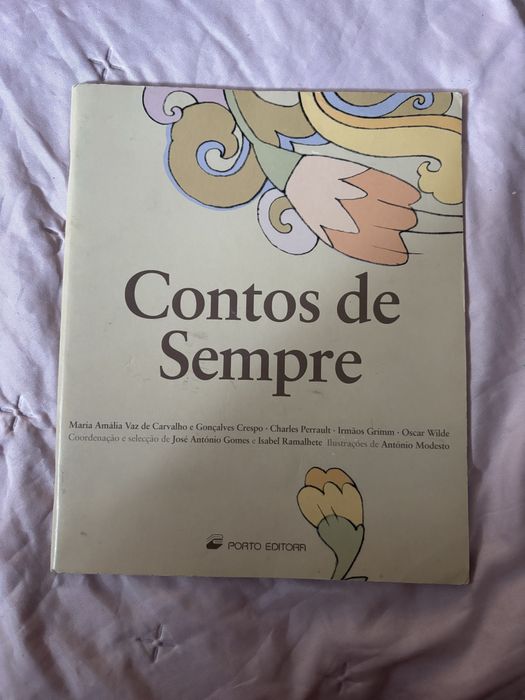 Contos de
Sempre
Maria Amália Vaz de Carvalho e Gonçalves Crespo · Charles Perrault · Irmãos Grimm · Oscar Wilde
Coordenação e selecção de José António Gomes e Isabel Ramalhete Ilustrações de António Modesto
PORTO EDITORA